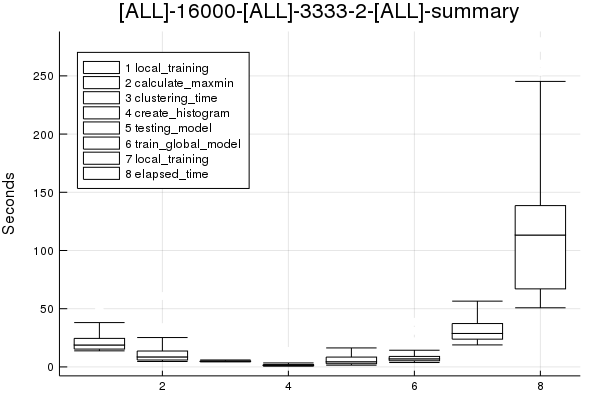 [ALL]-16000-[ALL]-3333-2-[ALL]-summary
Seconds
250
200
150
100
50
0
1 local_training
2 calculate_maxmin
3 clustering_time
4 create_histogram
5 testing_model
6 train_global_model
7 local_training
8 elapsed_time
2
4
6
8